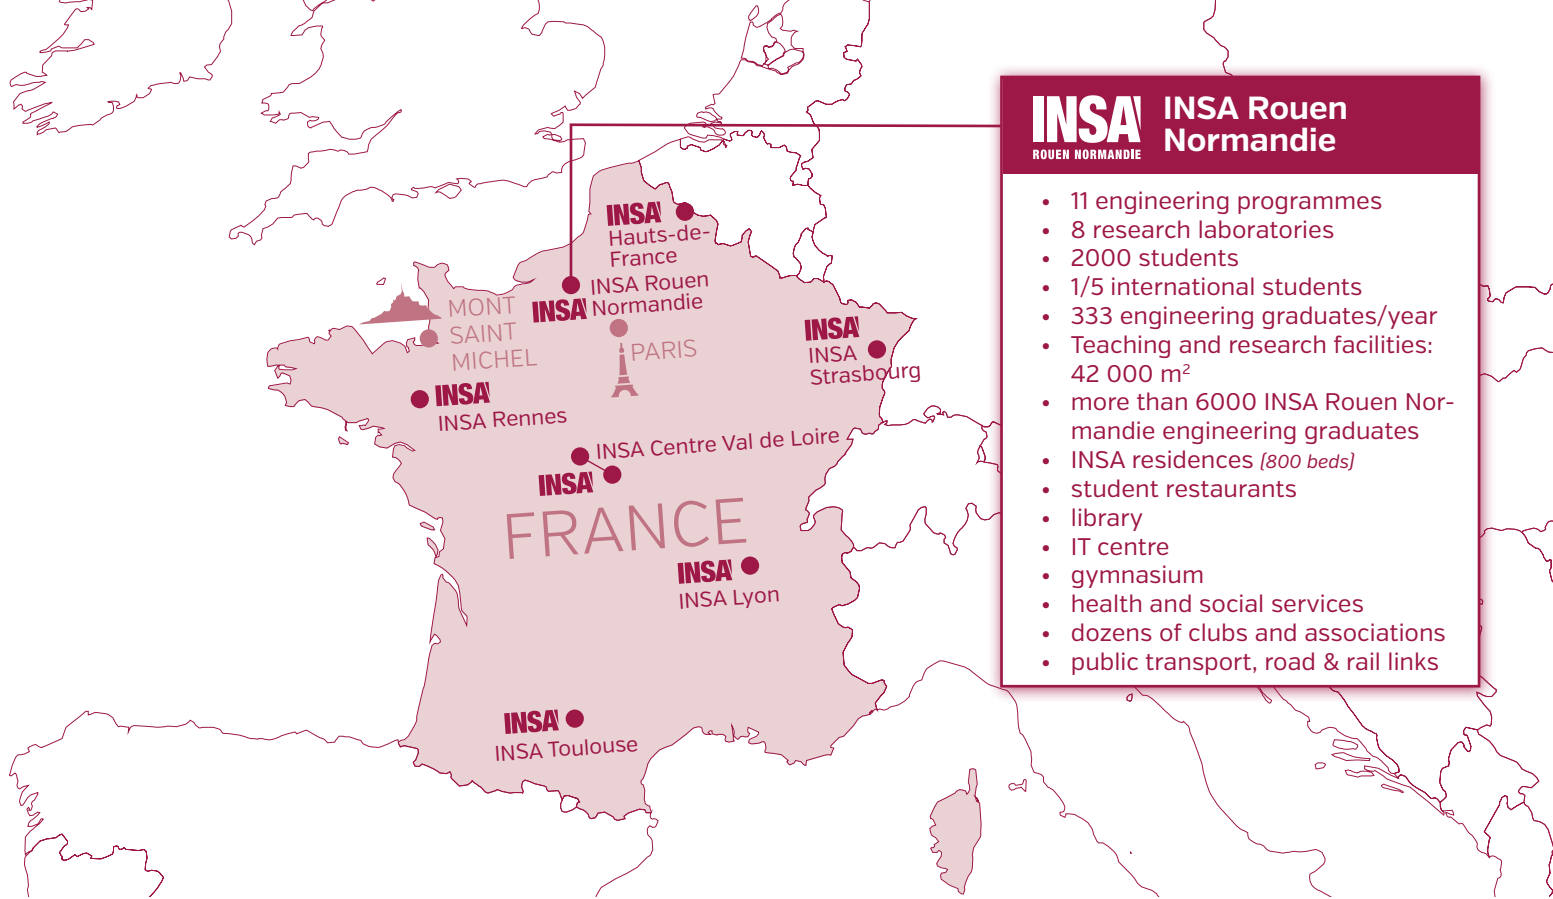 INSA
ROUEN NORMANDIE
INSA Rouen
Normandie
• 11 engineering programmes
• 8 research laboratories
• 2000 students
• 1/5 international students
• 333 engineering graduates/year
• Teaching and research facilities:
42 000 m²
• more than 6000 INSA Rouen Nor-
mandie engineering graduates
• INSA residences [800 beds]
• student restaurants
• library
• IT centre
• gymnasium
• health and social services
• dozens of clubs and associations
• public transport, road & rail links
INSA
Hauts-de-
France
INSA Rouen
INSA Normandie
MONT
SAINT
MICHEL
PARIS
INSA
INSA
Strasbourg
INSA
INSA Rennes
INSA Centre Val de Loire
INSA
FRANCE
INSA
INSA Lyon
INSA
INSA Toulouse